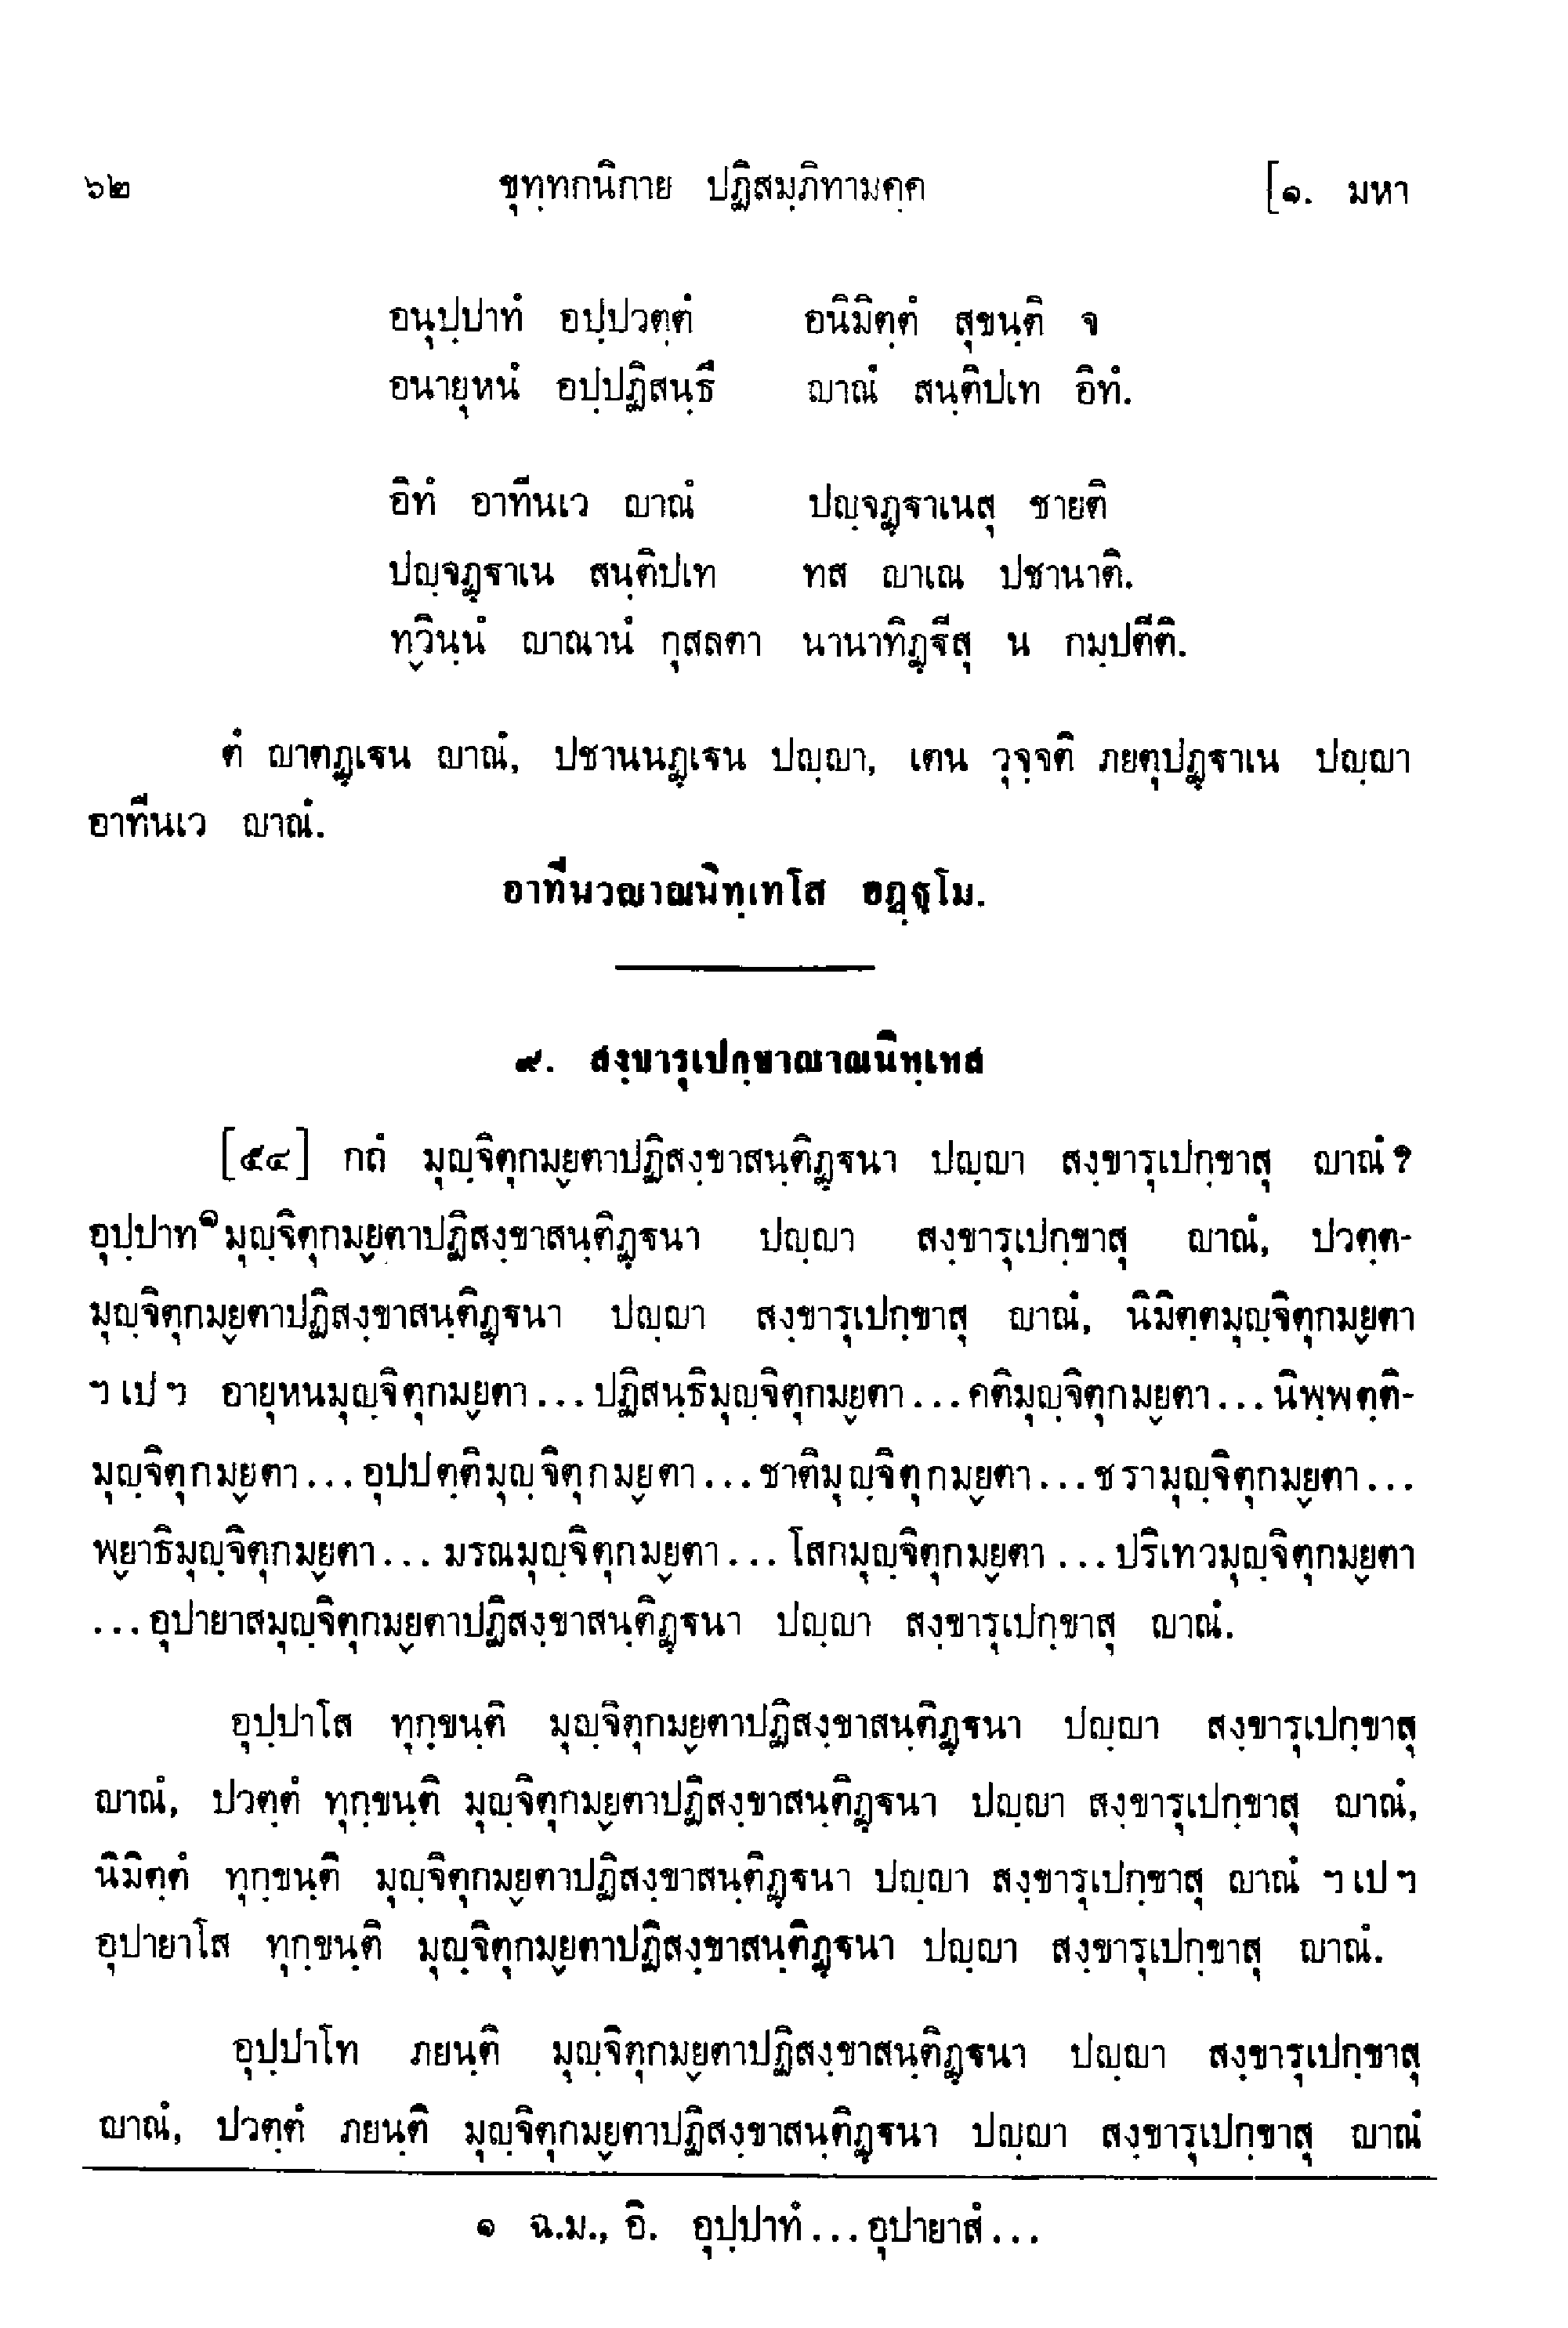 ๖๒ ขุทฺทกนิกาย ปฏิสมฺภิทามคฺค [๑. มหา
อนุปฺปาทํ อปฺปวตฺตํ อนิมิตฺตํ สุขนฺติ จ
อนายุหนํ อปฺปฏิสนฺธึ ญาณํ สนฺติปเท อิทํ.
อิทํ อาทีนเว ญาณํ ปญฺจฏฺฐาเนสุ ชายติ
ปญฺจฏฺฐาเน สนฺติปเท ทส ญาเณ ปชานาติ.
ทฺวินฺนํ ญาณานํ กุสลตา นานาทิฏฺฐีสุ น กมฺปตีติ.
ตํ ญาตฏฺเฐน ญาณํ, ปชานนฏฺเฐน ปญฺญา, เตน วุจฺจติ ภยตุปฏฺฐาเน ปญฺญา
อาทีนเว ญาณํ.
อาทีนวญาณนิทฺเทโส อฏฺฐโม.
๙. สงฺขารุเปกฺขาญาณนิทฺเทส
[๕๔] กถํ มุญฺจิตุกมฺยตาปฏิสงฺขาสนฺติฏฺฐนา ปญฺญา สงฺขารุเปกฺขาสุ ญาณํ?
อุปฺปาท๑มุญฺจิตุกมฺยตาปฏิสงฺขาสนฺติฏฺฐนา ปญฺญา สงฺขารุเปกฺขาสุ ญาณํ, ปวตฺต-
มุญฺจิตุกมฺยตาปฏิสงฺขาสนฺติฏฺฐนา ปญฺญา สงฺขารุเปกฺขาสุ ญาณํ, นิมิตฺตมุญฺจิตุกมฺยตา
ฯ เป ฯ อายุหนมุญฺจิตุกมฺยตา...ปฏิสนฺธิมุญฺจิตุกมฺยตา...คติมุญฺจิตุกมฺยตา...นิพฺพตฺติ-
มุญฺจิตุกมฺยตา...อุปปตฺติมุญฺจิตุกมฺยตา...ชาติมุญฺจิตุกมฺยตา...ชรามุญฺจิตุกมฺยตา...
พฺยาธิมุญฺจิตุกมฺยตา... มรณมุญฺจิตุกมฺยตา... โสกมุญฺจิตุกมฺยตา ...ปริเทวมุญฺจิตุกมฺยตา
...อุปายาสมุญฺจิตุกมฺยตาปฏิสงฺขาสนฺติฏฺฐนา ปญฺญา สงฺขารุเปกฺขาสุ ญาณํ.
อุปฺปาโส ทุกฺขนฺติ มุญฺจิตุกมฺยตาปฏิสงฺขาสนฺติฏฺฐนา ปญฺญา สงฺขารุเปกฺขาสุ
ญาณํ, ปวตฺตํ ทุกฺขนฺติ มุญฺจิตุกมฺยตาปฏิสงฺขาสนฺติฏฺฐนา ปญฺญา สงฺขารุเปกฺขาสุ ญาณํ,
นิมิตฺตํ ทุกฺขนฺติ มุญฺจิตุกมฺยตาปฏิสงฺขาสนฺติฏฺฐนา ปญฺญา สงฺขารุเปกฺขาสุ ญาณํ ฯ เป ฯ
อุปายาโส ทุกฺขนฺติ มุญฺจิตุกมฺยตาปฏิสงฺขาสนฺติฏฺฐนา ปญฺญา สงฺขารุเปกฺขาสุ ญาณํ.
อุปฺปาโท ภยนฺติ มุญฺจิตุกมฺยตาปฏิสงฺขาสนฺติฏฺฐนา ปญฺญา สงฺขารุเปกฺขาสุ
ญาณํ, ปวตฺตํ ภยนฺติ มุญฺจิตุกมฺยตาปฏิสงฺขาสนฺติฏฺฐนา ปญฺญา สงฺขารุเปกฺขาสุ ญาณํ
๑ ฉ.ม., อิ. อุปฺปาทํ...อุปายาสํ...